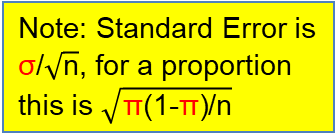 Note: Standard Error is
σ/√n, for a proportion
this is √π(1-π)/n